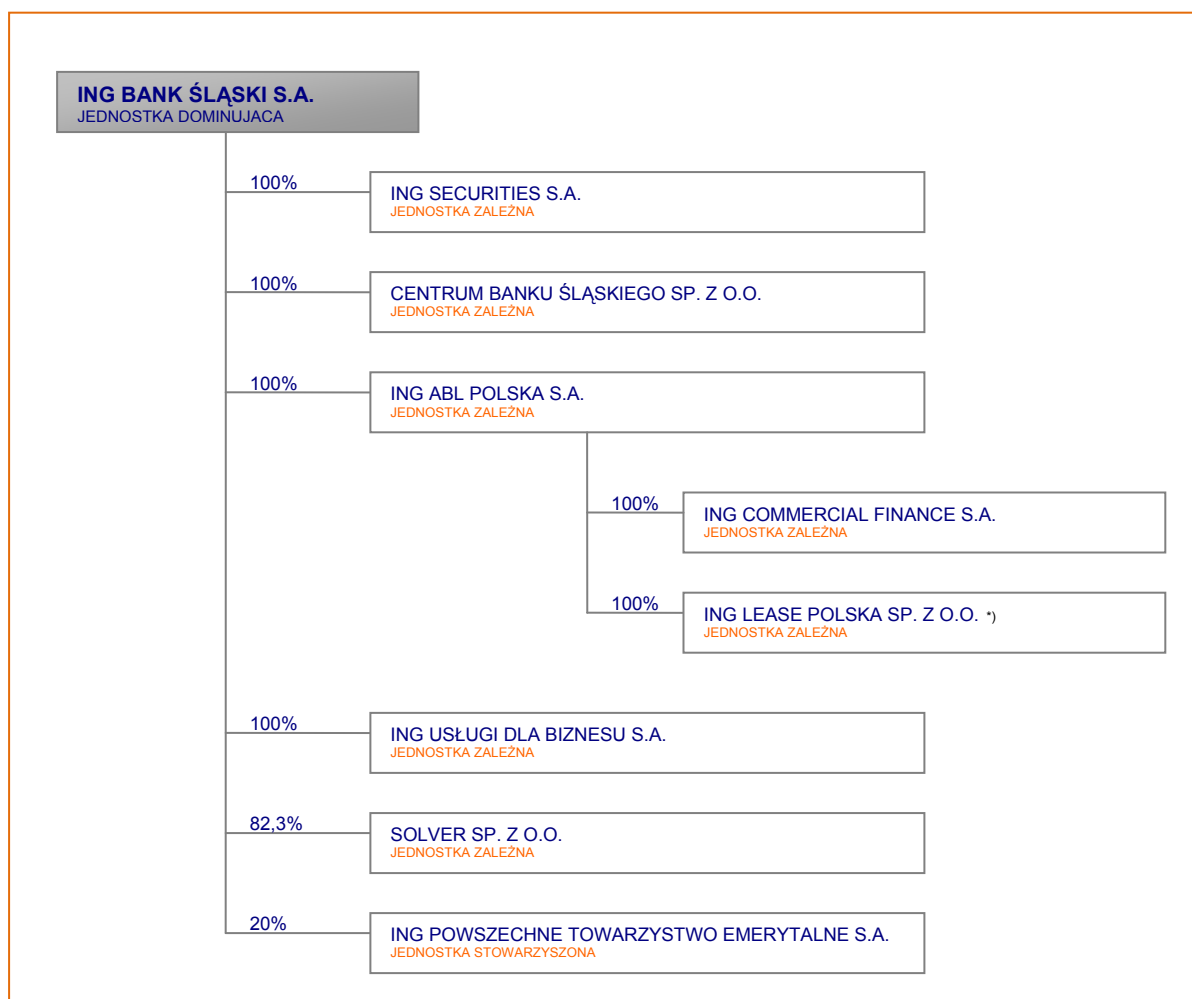 ING BANK ŚLĄSKI S.A.
JEDNOSTKA DOMINUJACA
100%
ING SECURITIES S.A.
JEDNOSTKA ZALEŻNA
100%
CENTRUM BANKU ŚLĄSKIEGO SP. Z O.O.
JEDNOSTKA ZALEŻNA
100%
ING ABL POLSKA S.A.
JEDNOSTKA ZALEŻNA
100%
ING COMMERCIAL FINANCE S.A.
JEDNOSTKA ZALEŻNA
100%
ING LEASE POLSKA SP. Z O.O. *)
JEDNOSTKA ZALEŻNA
100%
ING USŁUGI DLA BIZNESU S.A.
JEDNOSTKA ZALEŻNA
82,3%
SOLVER SP. Z O.O.
JEDNOSTKA ZALEŻNA
20%
ING POWSZECHNE TOWARZYSTWO EMERYTALNE S.A.
JEDNOSTKA STOWARZYSZONA